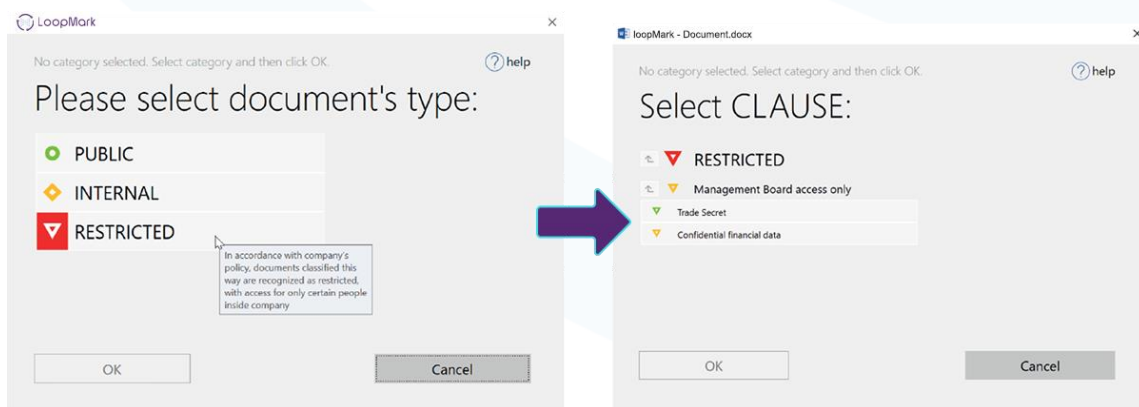 LoopMark
No category selected. Select category and then click OK.
help
Please select document's type:
PUBLIC
INTERNAL
RESTRICTED
In accordance with company's
policy, documents classified this
way are recognized as restricted,
with access for only certain people
inside company
OK
Cancel
loopMark - Document.docx
No category selected. Select category and then click OK.
help
Select CLAUSE:
RESTRICTED
Management Board access only
Trade Secret
Confidential financial data
OK
Cancel